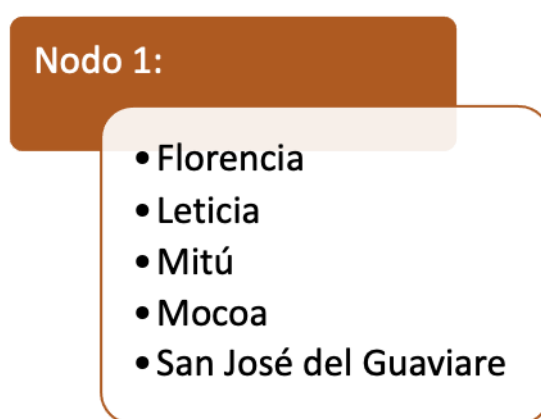 Nodo 1:
• Florencia
• Leticia
• Mitú
• Mocoa
• San José del Guaviare